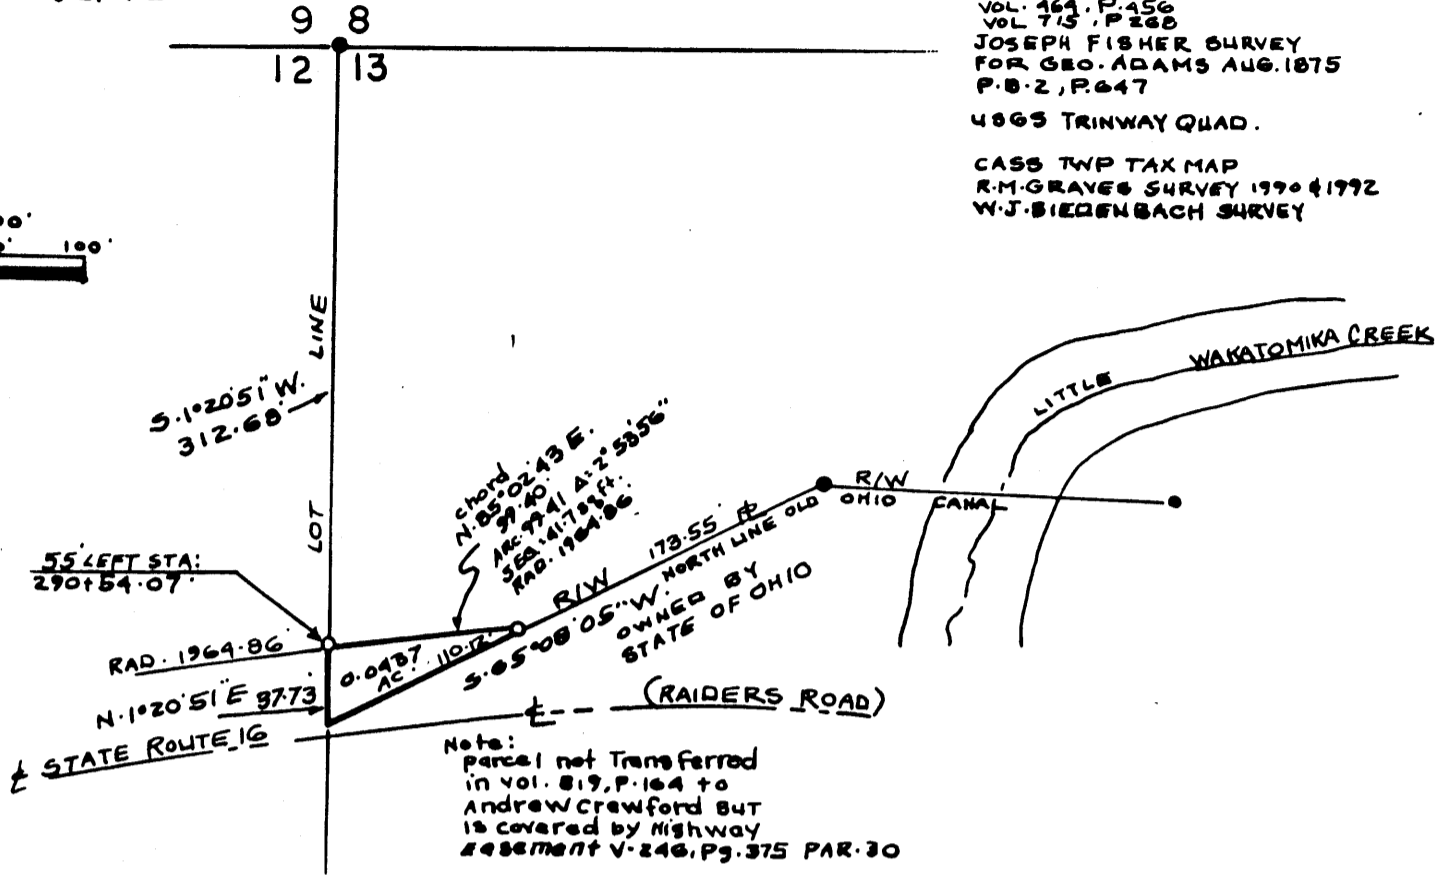 9 8
12 13
VOL. 464, P.456
VOL 715, P 268
JOSEPH FISHER SURVEY
FOR GEO. ADAMS AUG. 1875
P.B.2, P.647
USGS TRINWAY QUAD.
CASS TWP TAX MAP
R.M.GRAVES SURVEY 1990 & 1992
W.J.BIEDENBACH SURVEY
100'
LOT LINE
S.1°20'51"W.
312.68'
chord
N.85°02'43"E.
99.40'
ARC. 99.41 Δ=2°53'56"
SEG.=41.738 ft.
RAD. 1964.86
LITTLE WAKATOMIKA CREEK
R/W
OHIO CANAL
173.55'
R/W
NORTH LINE OLD
S.65°08'05"W.
OWNED BY
STATE OF OHIO
55' LEFT STA:
290+54.07'
RAD. 1964.86'
0.0437
AC.
110.12'
N.1°20'51"E 37.73'
℄ STATE ROUTE 16
℄ (RAIDERS ROAD)
Note:
parcel not Transferred
in vol. 819, P.164 to
Andrew Crawford BUT
is covered by Highway
easement V-246, Pg.375 PAR.30